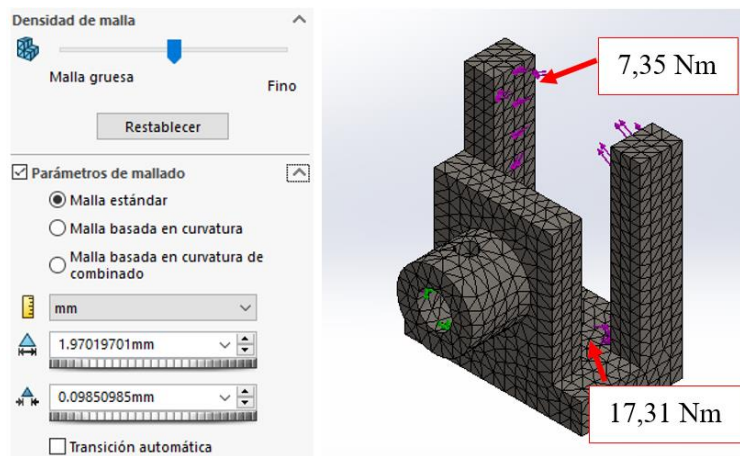 Densidad de malla
Malla gruesa
Fino
Restablecer
Parámetros de mallado
Malla estándar
Malla basada en curvatura
Malla basada en curvatura de
combinado
mm
1.97019701mm
0.09850985mm
Transición automática
7,35 Nm
17,31 Nm